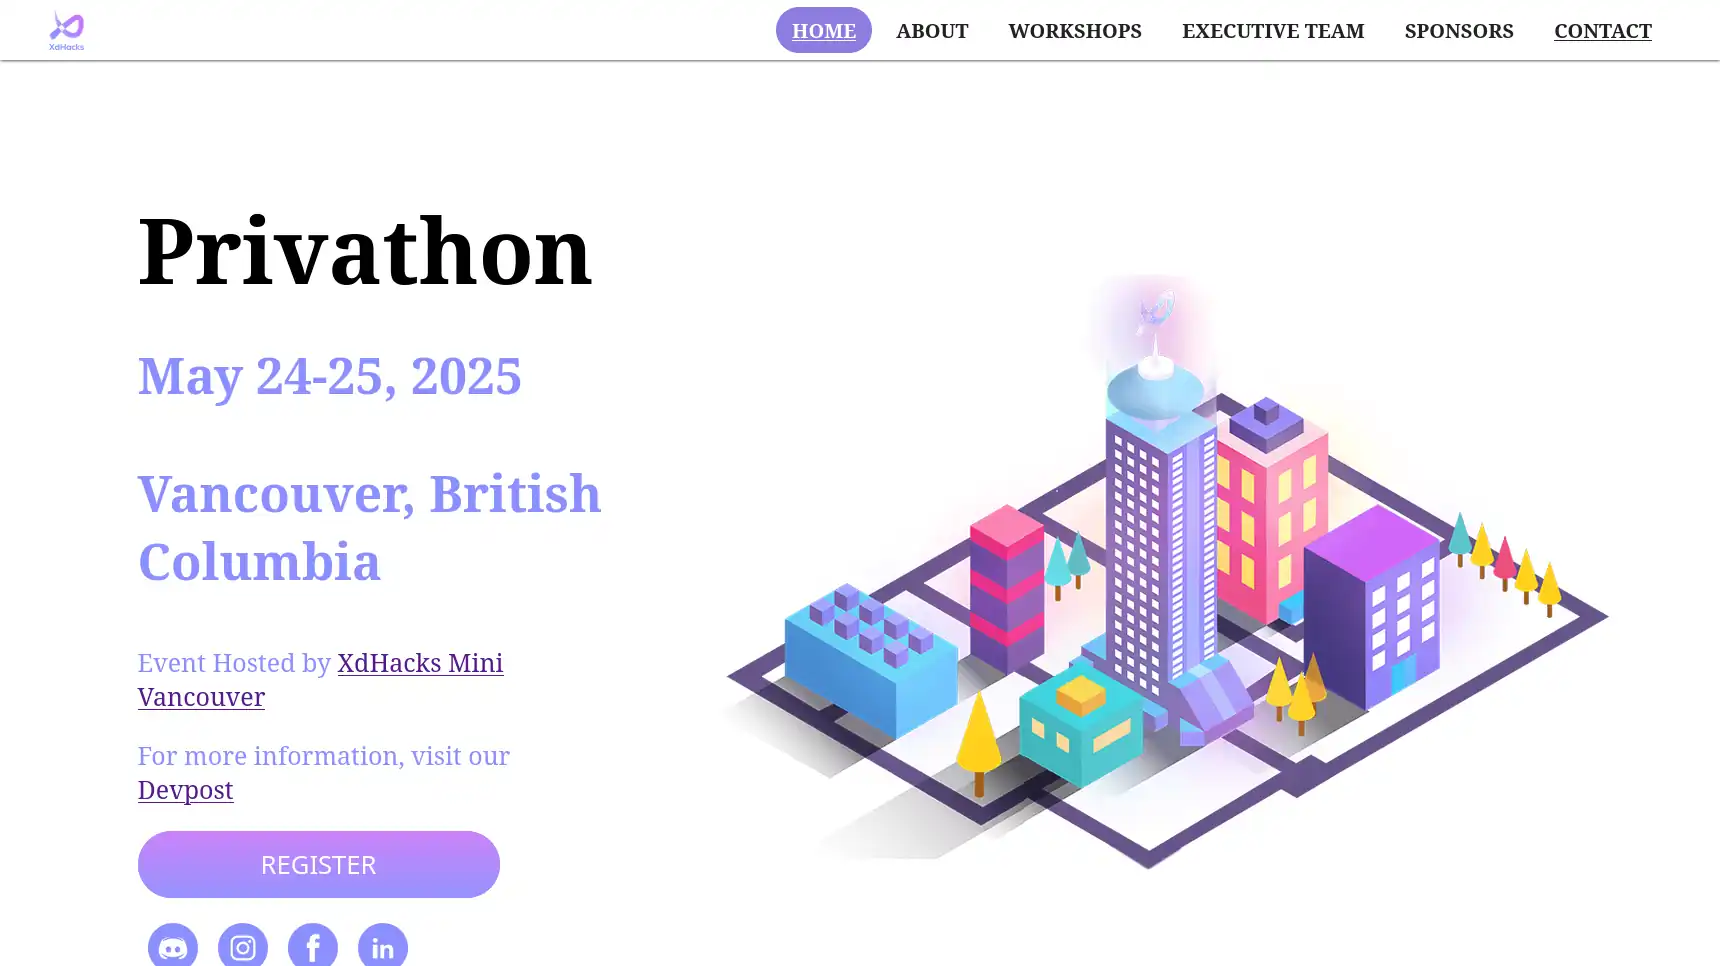 XdHacks
HOME
ABOUT
WORKSHOPS
EXECUTIVE TEAM
SPONSORS
CONTACT
Privathon
May 24-25, 2025
Vancouver, British
Columbia
Event Hosted by XdHacks Mini
Vancouver
For more information, visit our
Devpost
REGISTER